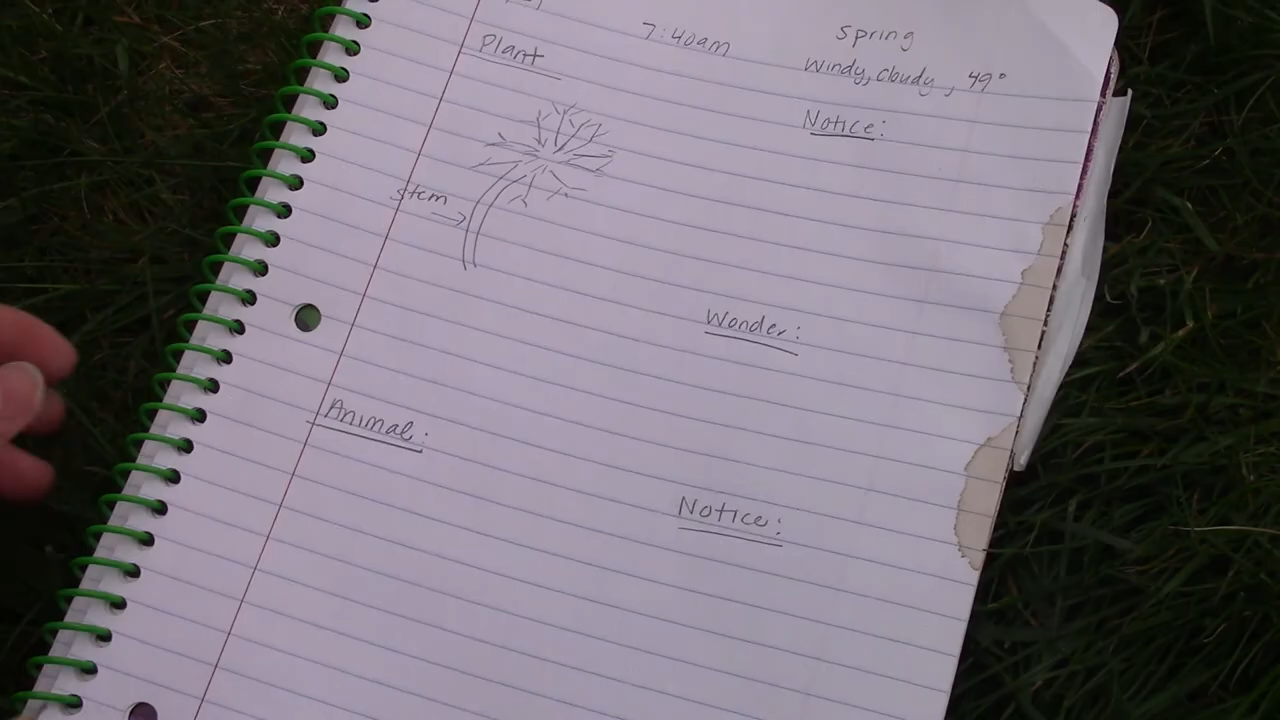 7:40am
spring
windy, cloudy, 49°
Plant
Notice:
stem
Wonder:
Animal:
Notice: